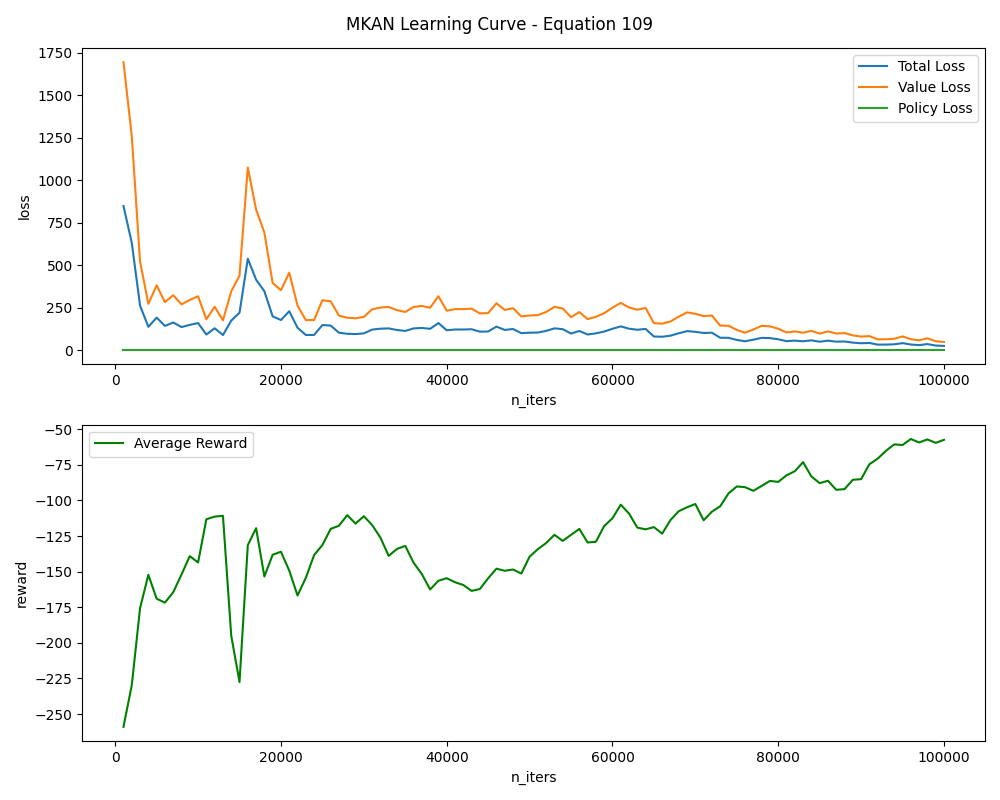 MKAN Learning Curve - Equation 109
1750
1500
1250
1000
750
500
250
0
loss
Total Loss
Value Loss
Policy Loss
0 20000 40000 60000 80000 100000
n_iters
−50
−75
−100
−125
−150
−175
−200
−225
−250
reward
Average Reward
0 20000 40000 60000 80000 100000
n_iters